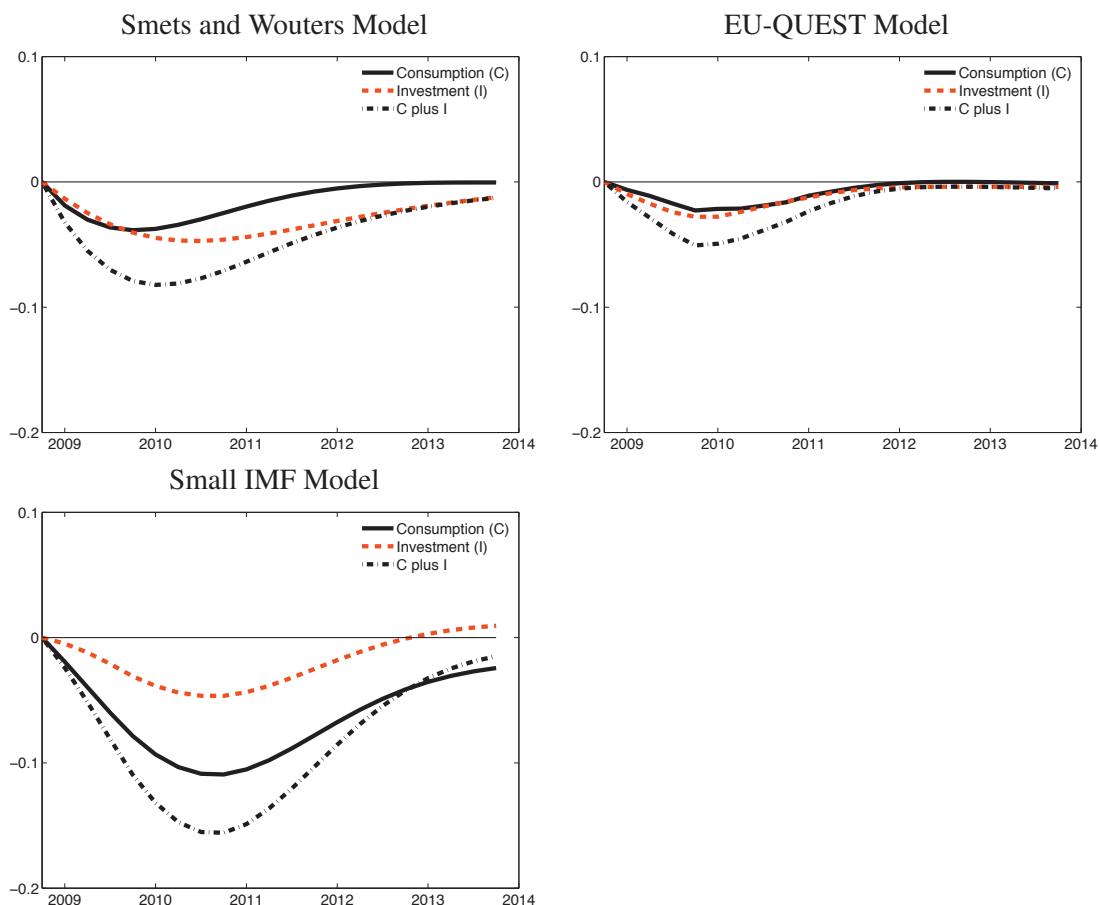 Smets and Wouters Model
0.1
Consumption (C)
Investment (I)
C plus I
0
−0.1
−0.2
2009 2010 2011 2012 2013 2014
EU-QUEST Model
0.1
Consumption (C)
Investment (I)
C plus I
0
−0.1
−0.2
2009 2010 2011 2012 2013 2014
Small IMF Model
0.1
Consumption (C)
Investment (I)
C plus I
0
−0.1
−0.2
2009 2010 2011 2012 2013 2014